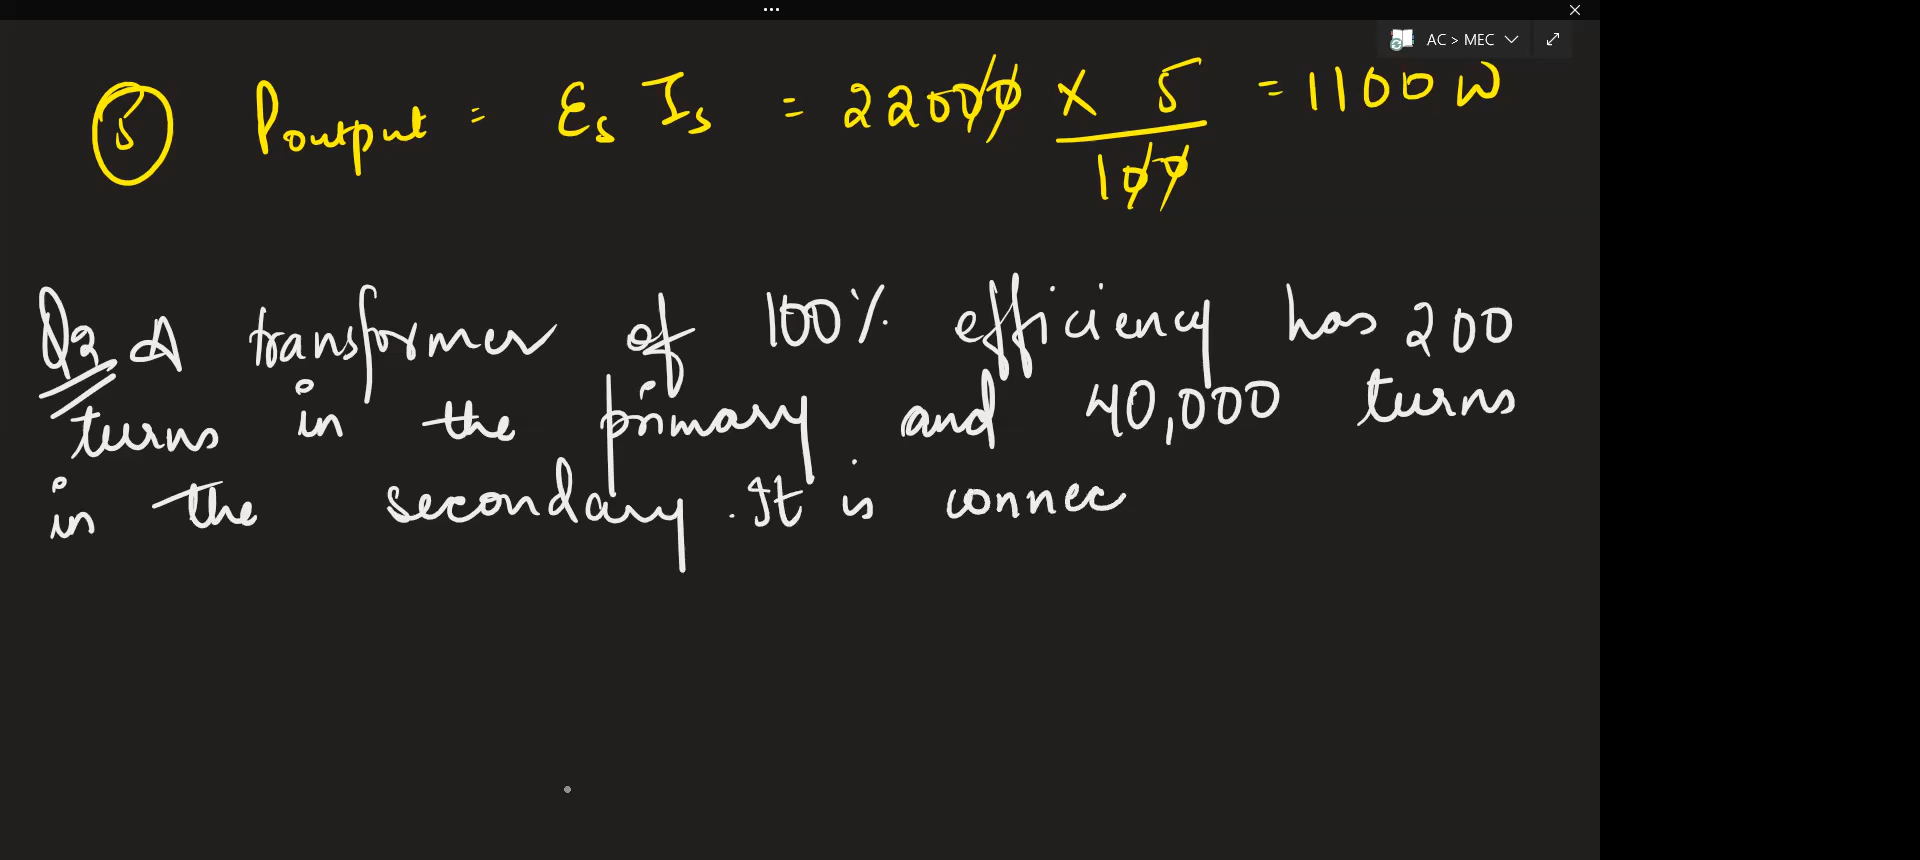 AC > MEC
5 Poutput = Es Is = 22000 × 5 / 100 = 1100 W
Q3 A transformer of 100% efficiency has 200
turns in the primary and 40,000 turns
in the secondary. It is connec